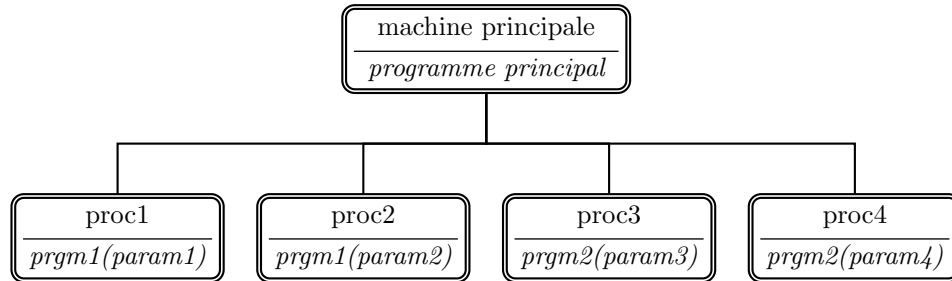 machine principale
programme principal
proc1
prgm1(param1)
proc2
prgm1(param2)
proc3
prgm2(param3)
proc4
prgm2(param4)